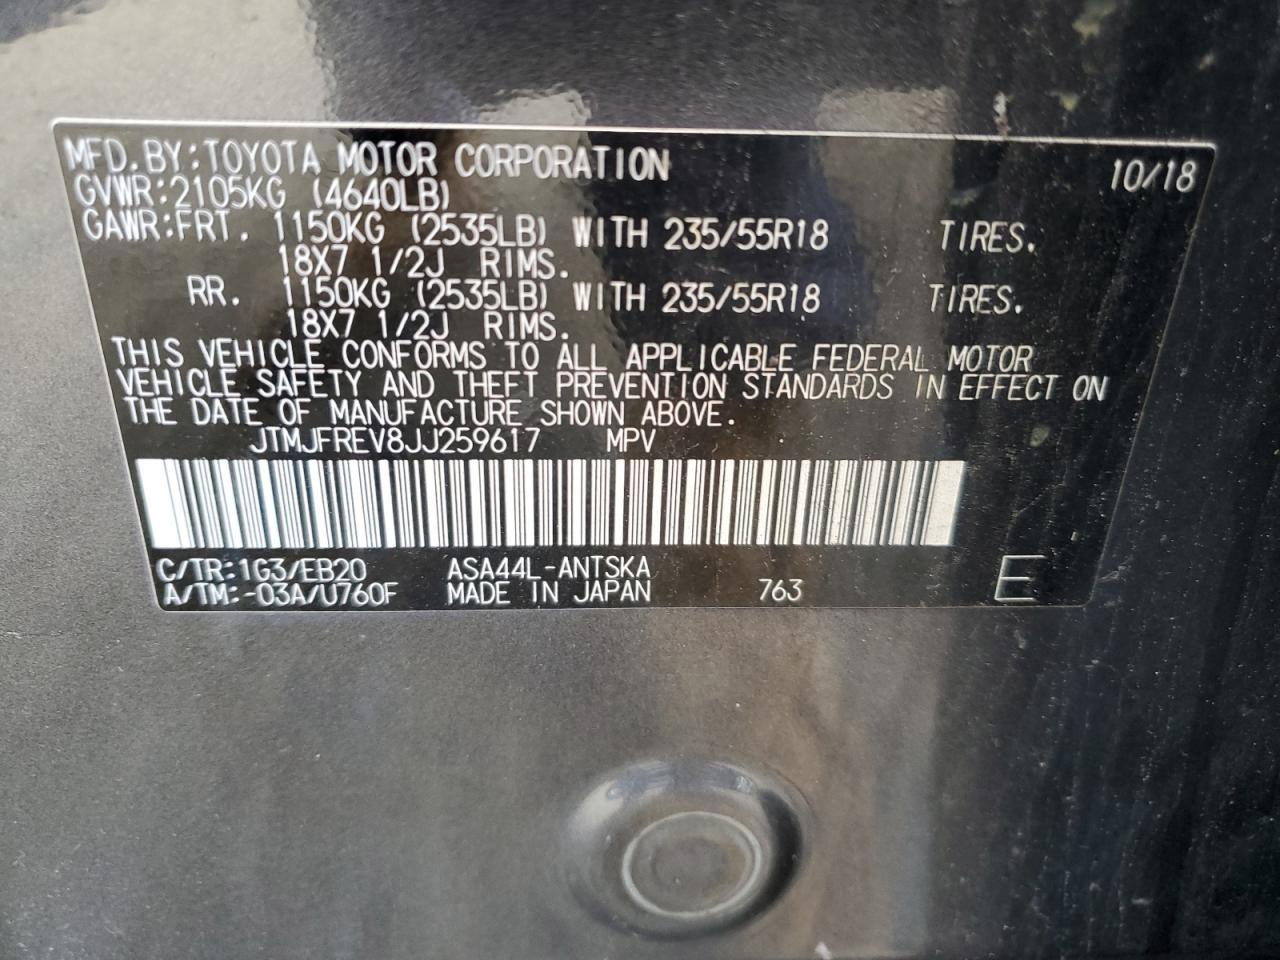 MFD.BY:TOYOTA MOTOR CORPORATION 10/18
GVWR:2105KG (4640LB)
GAWR:FRT. 1150KG (2535LB) WITH 235/55R18 TIRES.
18X7 1/2J RIMS.
RR. 1150KG (2535LB) WITH 235/55R18 TIRES.
18X7 1/2J RIMS.
THIS VEHICLE CONFORMS TO ALL APPLICABLE FEDERAL MOTOR
VEHICLE SAFETY AND THEFT PREVENTION STANDARDS IN EFFECT ON
THE DATE OF MANUFACTURE SHOWN ABOVE.
JTMJFREV8JJ259617 MPV
C/TR:1G3/EB20 ASA44L-ANTSKA
A/TM:-03A/U760F MADE IN JAPAN 763 E